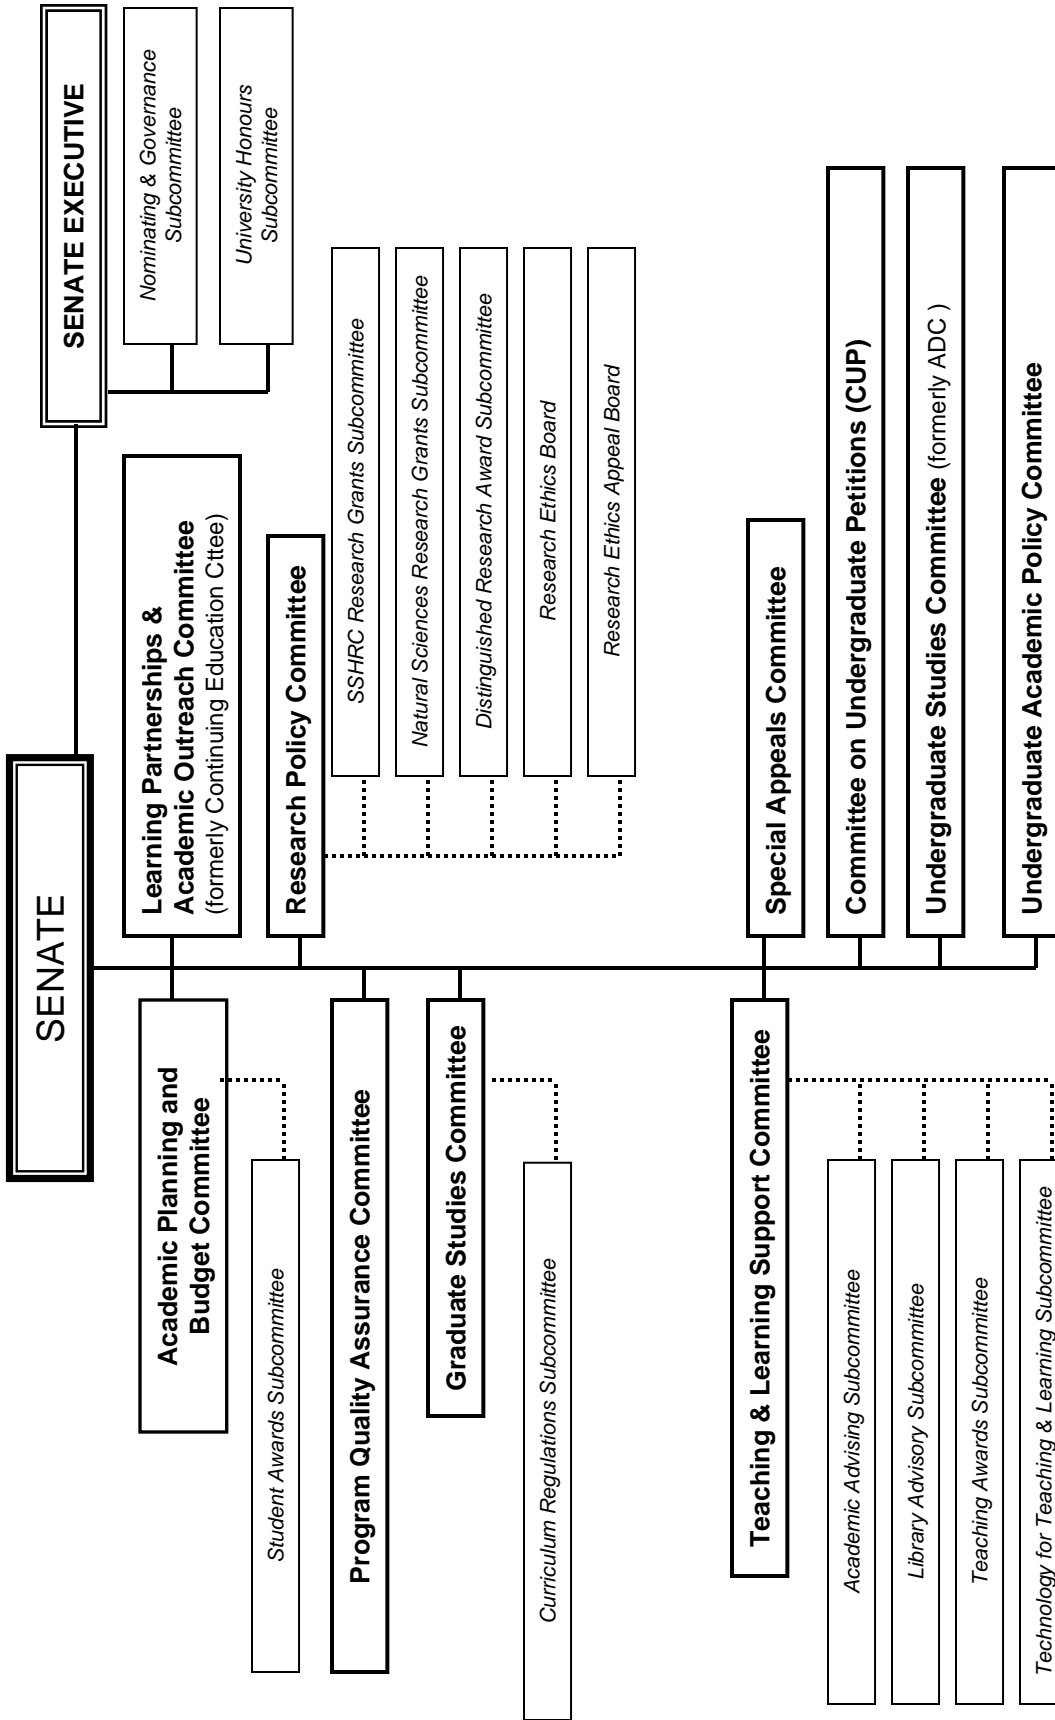 SENATE
SENATE EXECUTIVE
Nominating & Governance
Subcommittee
University Honours
Subcommittee
Academic Planning and
Budget Committee
Student Awards Subcommittee
Program Quality Assurance Committee
Graduate Studies Committee
Curriculum Regulations Subcommittee
Teaching & Learning Support Committee
Academic Advising Subcommittee
Library Advisory Subcommittee
Teaching Awards Subcommittee
Technology for Teaching & Learning Subcommittee
Learning Partnerships &
Academic Outreach Committee
(formerly Continuing Education Cttee)
Research Policy Committee
SSHRC Research Grants Subcommittee
Natural Sciences Research Grants Subcommittee
Distinguished Research Award Subcommittee
Research Ethics Board
Research Ethics Appeal Board
Special Appeals Committee
Committee on Undergraduate Petitions (CUP)
Undergraduate Studies Committee (formerly ADC )
Undergraduate Academic Policy Committee